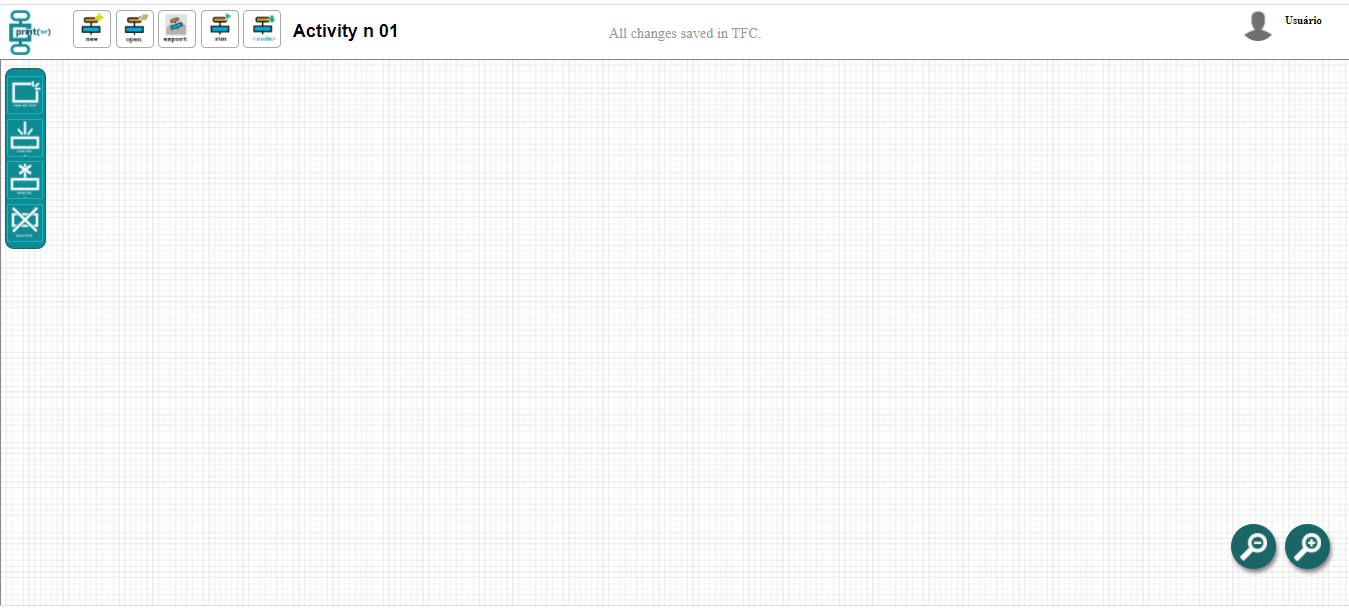 print(
new
open
export
run
<code>
Activity n 01
All changes saved in TFC.
Usuário